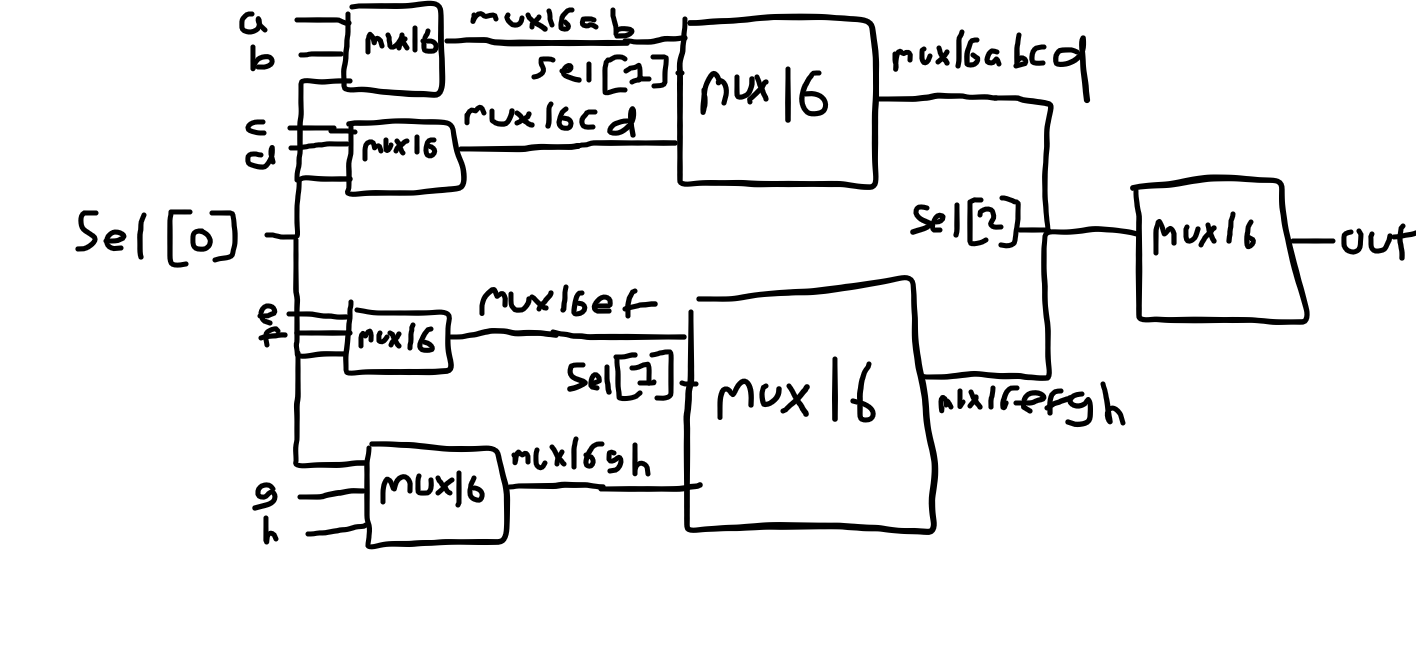 a
b
mux16
mux16ab
sel[1]
mux16
mux16abcd
c
d
mux16
mux16cd
Sel[0]
Sel[2]
mux16
out
e
f
mux16
mux16ef
Sel[1]
mux16
mux16efgh
g
h
mux16
mux16gh